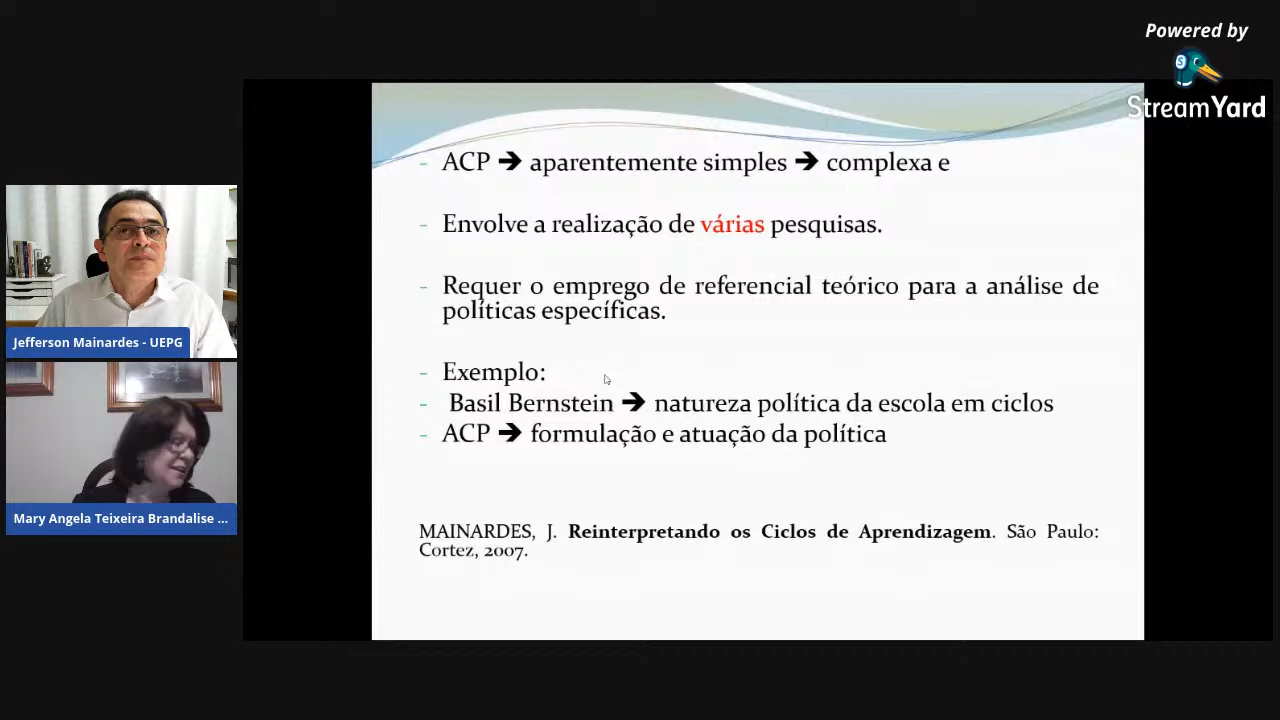 Powered by
StreamYard
- ACP ➔ aparentemente simples ➔ complexa e
- Envolve a realização de várias pesquisas.
- Requer o emprego de referencial teórico para a análise de
políticas específicas.
- Exemplo:
- Basil Bernstein ➔ natureza política da escola em ciclos
- ACP ➔ formulação e atuação da política
MAINARDES, J. Reinterpretando os Ciclos de Aprendizagem. São Paulo:
Cortez, 2007.
Jefferson Mainardes - UEPG
Mary Angela Teixeira Brandalise ...